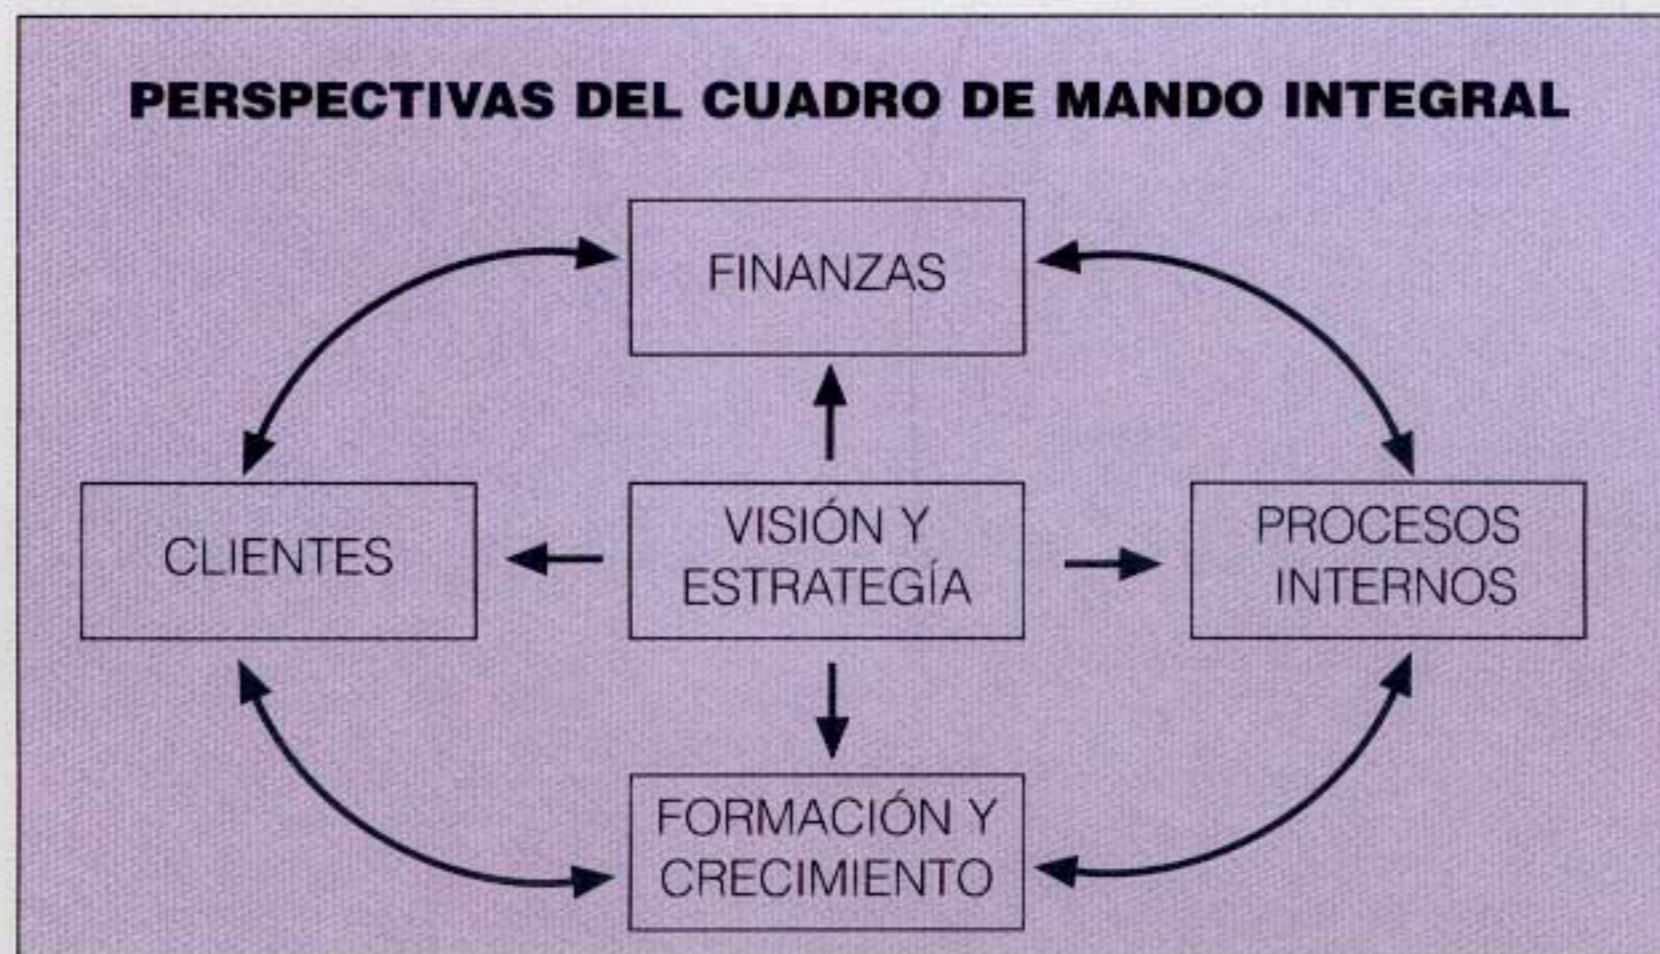 PERSPECTIVAS DEL CUADRO DE MANDO INTEGRAL
FINANZAS
CLIENTES
VISIÓN Y
ESTRATEGÍA
PROCESOS
INTERNOS
FORMACIÓN Y
CRECIMIENTO